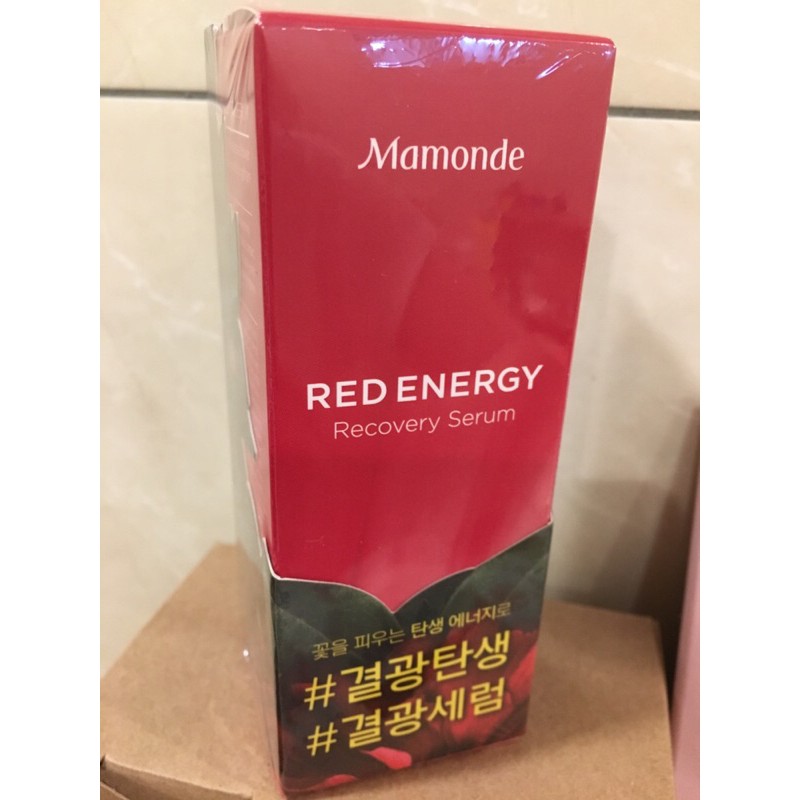 Mamonde
RED ENERGY
Recovery Serum
꽃을 피우는 탄생 에너지로
#결광탄생
#결광세럼